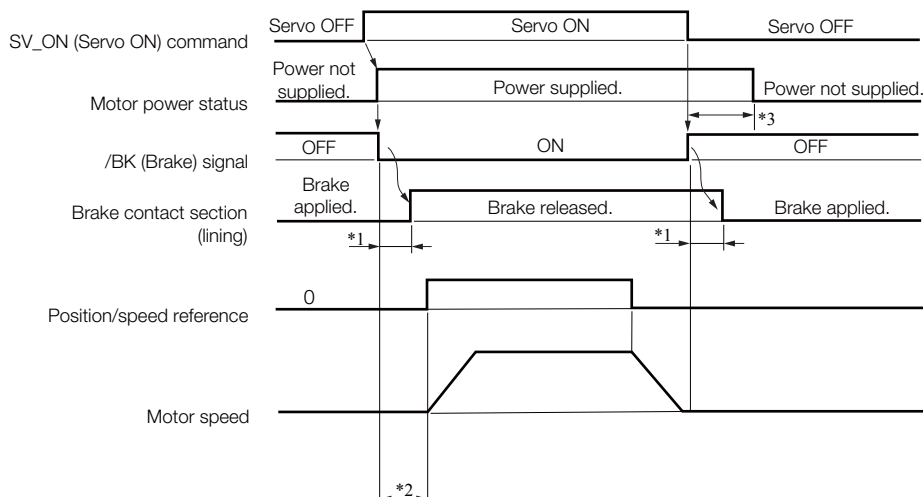 SV_ON (Servo ON) command
Servo OFF
Servo ON
Servo OFF
Motor power status
Power not
supplied.
Power supplied.
Power not supplied.
*3
/BK (Brake) signal
OFF
ON
OFF
Brake contact section
(lining)
Brake
applied.
Brake released.
Brake applied.
*1
*1
Position/speed reference
0
Motor speed
*2